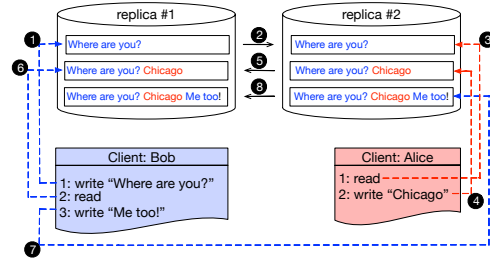 replica #1
replica #2
1
2
3
Where are you?
Where are you?
6
5
Where are you? Chicago
Where are you? Chicago
8
Where are you? Chicago Me too!
Where are you? Chicago Me too!
Client: Bob
1: write “Where are you?”
2: read
3: write “Me too!”
Client: Alice
1: read
2: write “Chicago”
4
7